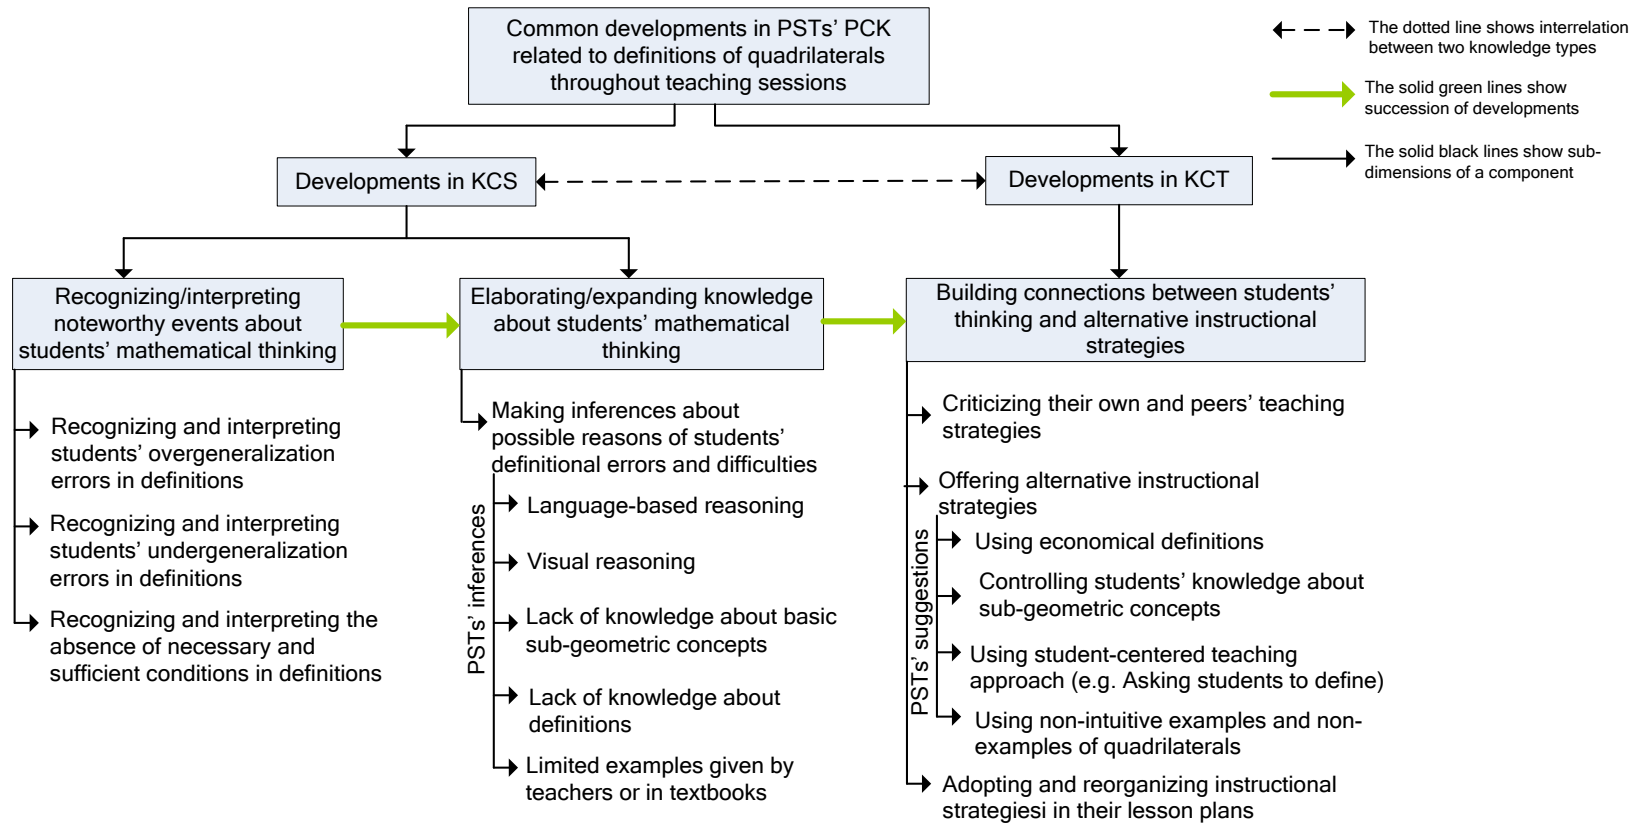 Common developments in PSTs’ PCK
related to definitions of quadrilaterals
throughout teaching sessions
The dotted line shows interrelation
between two knowledge types
The solid green lines show
succession of developments
The solid black lines show sub-
dimensions of a component
Developments in KCS
Developments in KCT
Recognizing/interpreting
noteworthy events about
students’ mathematical thinking
Elaborating/expanding knowledge
about students’ mathematical
thinking
Building connections between students’
thinking and alternative instructional
strategies
Recognizing and interpreting
students’ overgeneralization
errors in definitions
Recognizing and interpreting
students’ undergeneralization
errors in definitions
Recognizing and interpreting the
absence of necessary and
sufficient conditions in definitions
Making inferences about
possible reasons of students’
definitional errors and difficulties
PSTs’ inferences
Language-based reasoning
Visual reasoning
Lack of knowledge about basic
sub-geometric concepts
Lack of knowledge about
definitions
Limited examples given by
teachers or in textbooks
Criticizing their own and peers’ teaching
strategies
Offering alternative instructional
strategies
PSTs’ suggestions
Using economical definitions
Controlling students’ knowledge about
sub-geometric concepts
Using student-centered teaching
approach (e.g. Asking students to define)
Using non-intuitive examples and non-
examples of quadrilaterals
Adopting and reorganizing instructional
strategiesi in their lesson plans